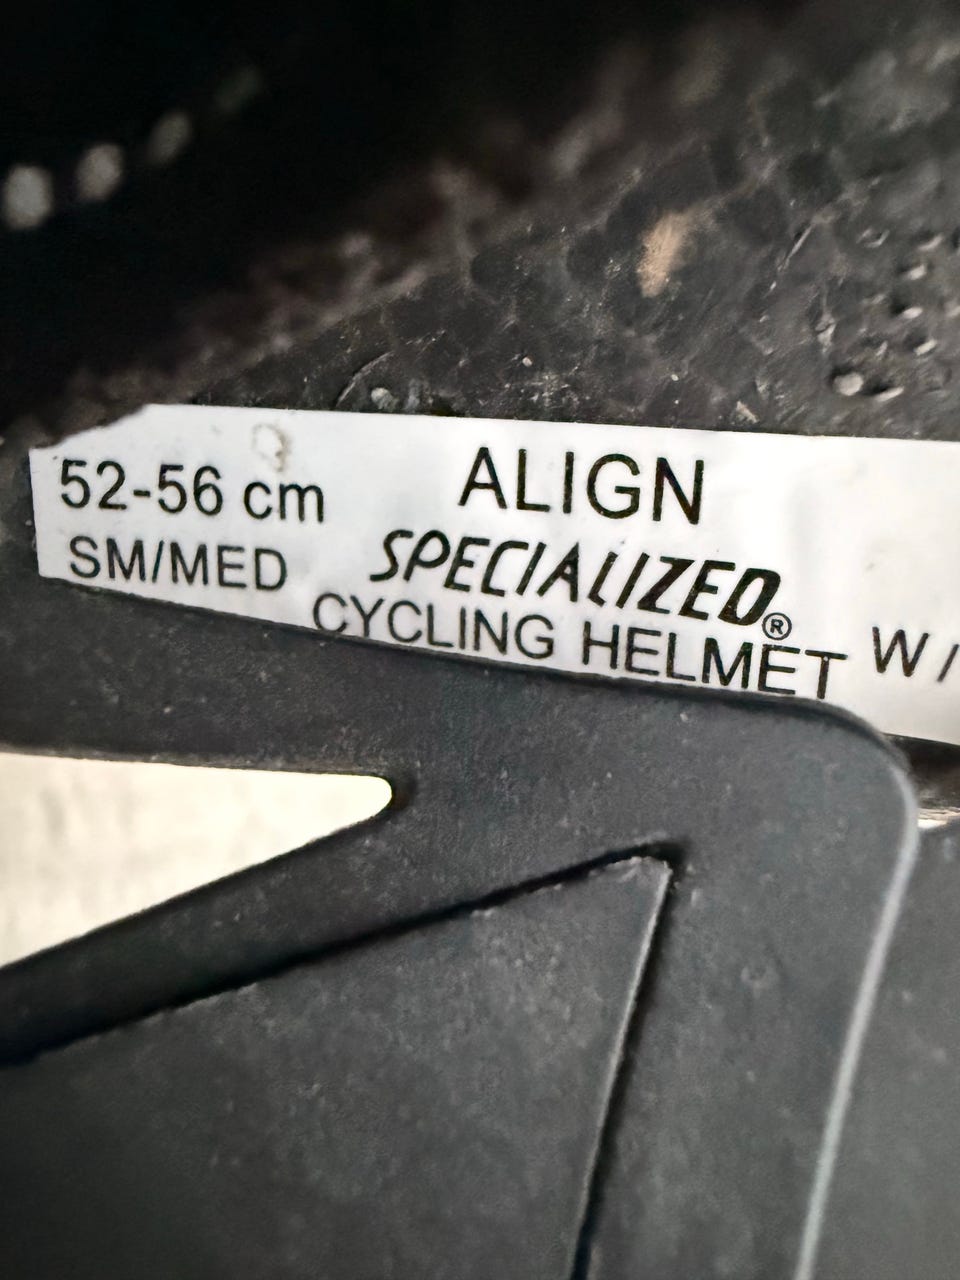 52-56 cm ALIGN
SM/MED SPECIALIZED®
CYCLING HELMET W/